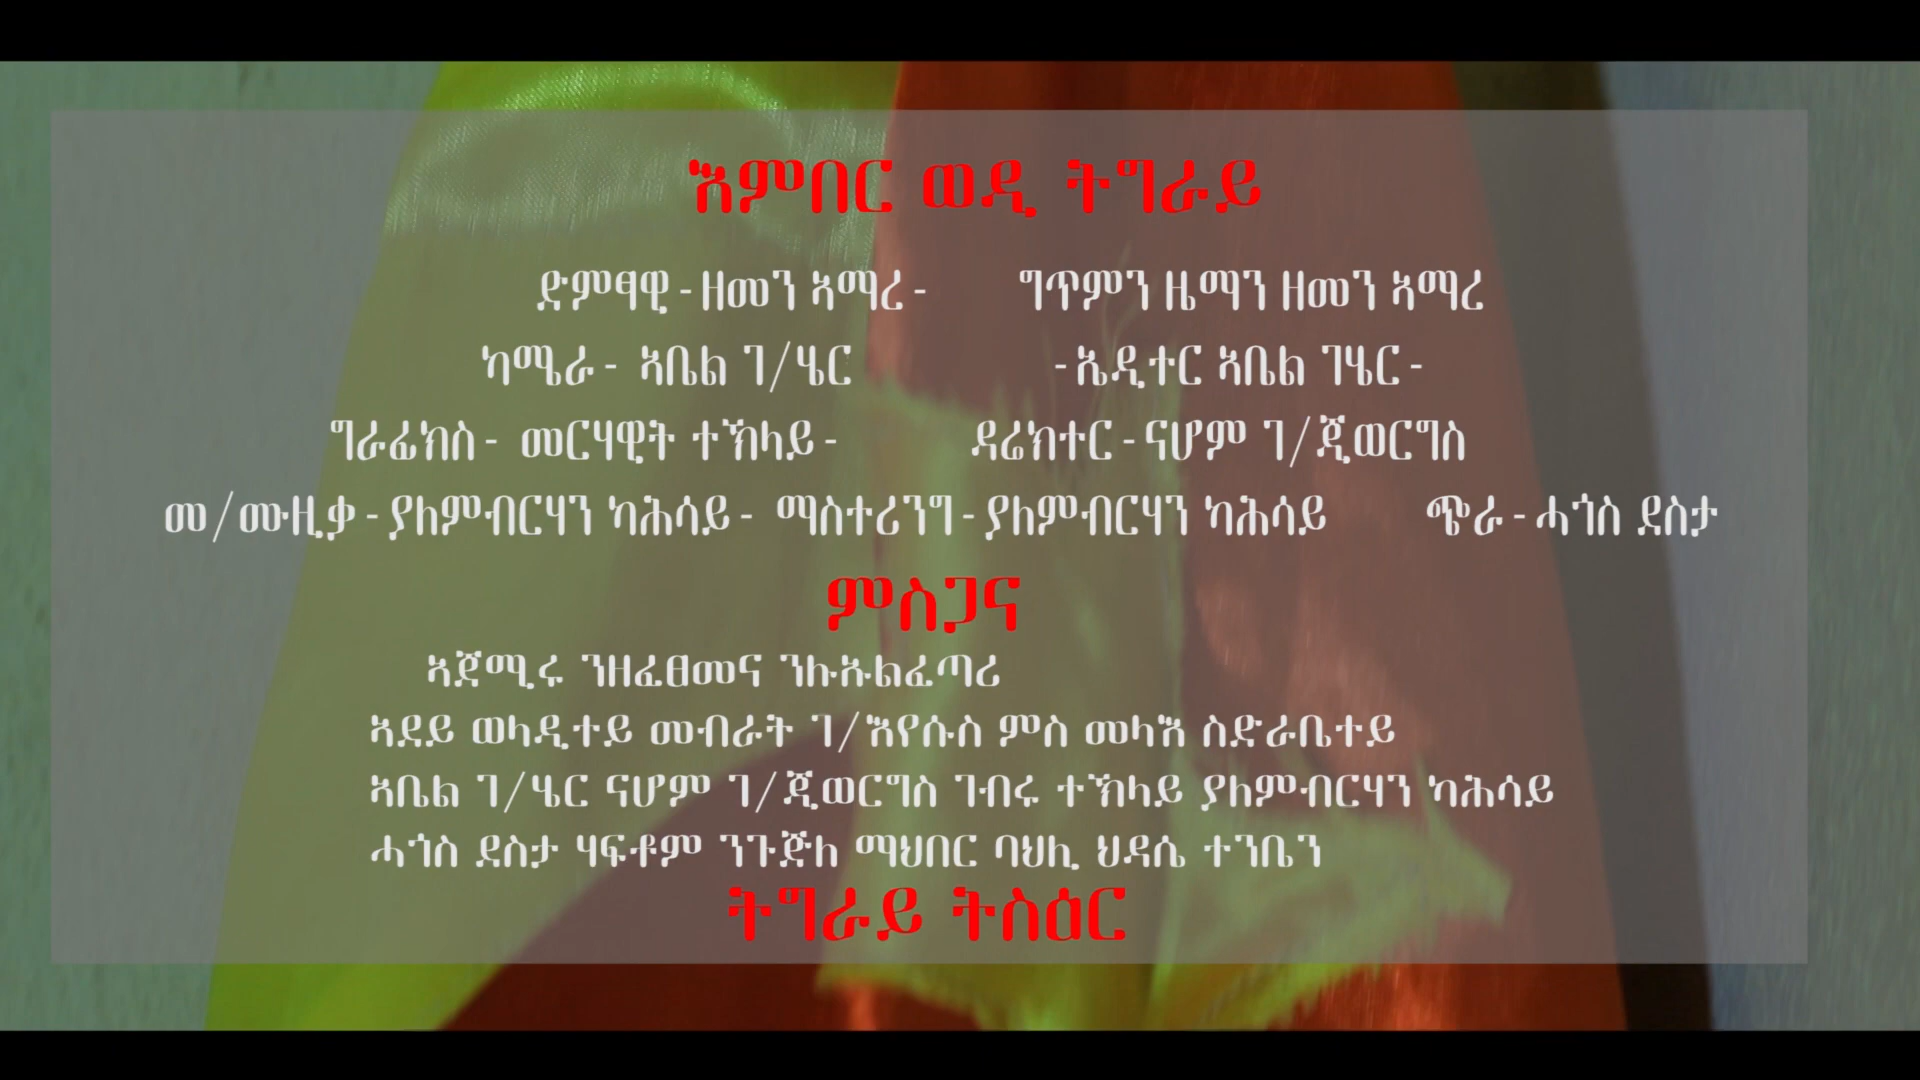 እምበር ወዲ ትግራይ
ድምፃዊ - ዘመን ኣማረ - ግጥምን ዜማን ዘመን ኣማረ
ካሜራ - ኣቤል ገ/ሄር - ኤዲተር ኣቤል ገሄር -
ግራፊክስ - መርሃዊት ተኽላይ - ዳሬክተር - ናሆም ገ/ጂወርግስ
መ/ሙዚቃ - ያለምብርሃን ካሕሳይ - ማስተሪንግ - ያለምብርሃን ካሕሳይ ጭራ - ሓጎስ ደስታ
ምስጋና
ኣጀሚሩ ንዘፈፀመና ንሉኡልፈጣሪ
ኣደይ ወላዲተይ መብራት ገ/እየሱስ ምስ መላእ ስድራቤተይ
ኣቤል ገ/ሄር ናሆም ገ/ጂወርግስ ገብሩ ተኽላይ ያለምብርሃን ካሕሳይ
ሓጎስ ደስታ ሃፍቶም ንጉጅለ ማህበር ባህሊ ህዳሴ ተንቤን
ትግራይ ትስዕር